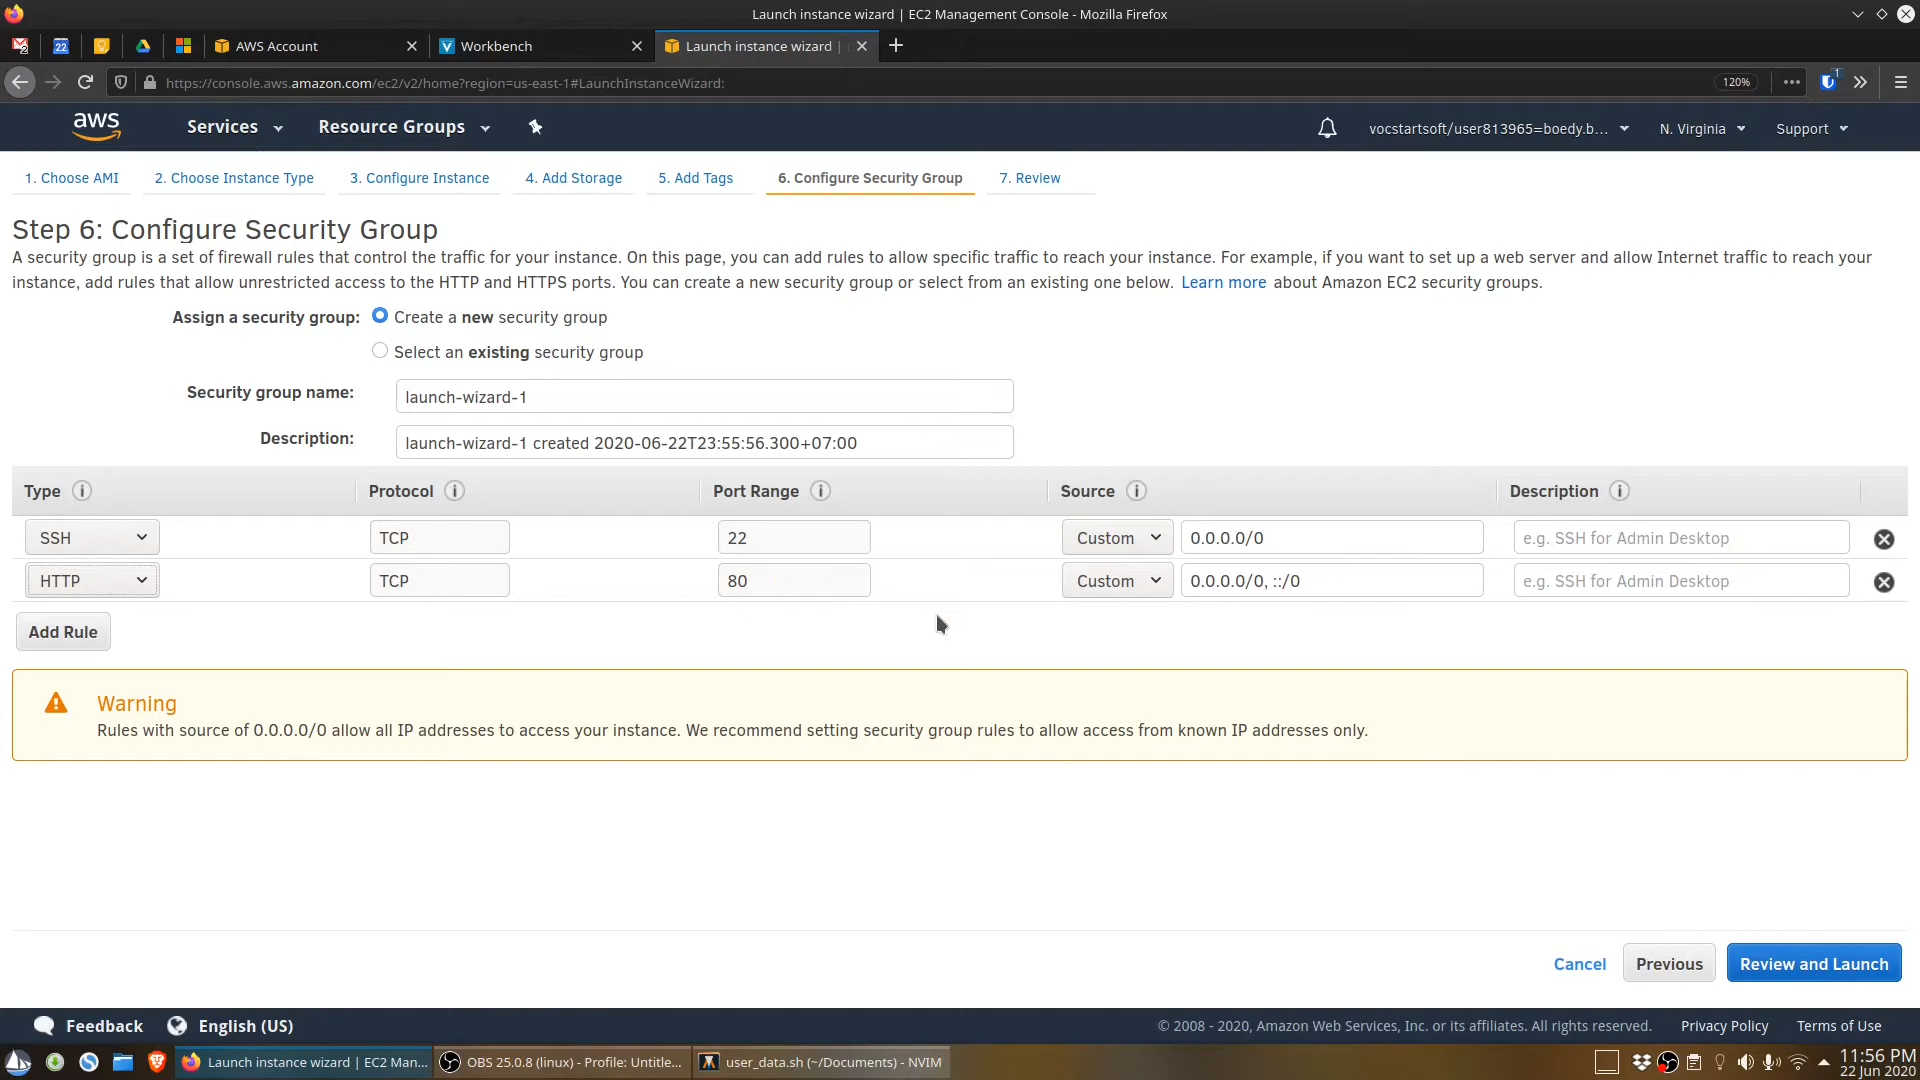 Launch instance wizard | EC2 Management Console - Mozilla Firefox
AWS Account
Workbench
Launch instance wizard |
https://console.aws.amazon.com/ec2/v2/home?region=us-east-1#LaunchInstanceWizard:
120%
aws
Services
Resource Groups
vocstartsoft/user813965=boedy.b...
N. Virginia
Support
1. Choose AMI
2. Choose Instance Type
3. Configure Instance
4. Add Storage
5. Add Tags
6. Configure Security Group
7. Review
Step 6: Configure Security Group
A security group is a set of firewall rules that control the traffic for your instance. On this page, you can add rules to allow specific traffic to reach your instance. For example, if you want to set up a web server and allow Internet traffic to reach your
instance, add rules that allow unrestricted access to the HTTP and HTTPS ports. You can create a new security group or select from an existing one below. Learn more about Amazon EC2 security groups.
Assign a security group: Create a new security group
Select an existing security group
Security group name: launch-wizard-1
Description: launch-wizard-1 created 2020-06-22T23:55:56.300+07:00
Type Protocol Port Range Source Description
SSH TCP 22 Custom 0.0.0.0/0 e.g. SSH for Admin Desktop
HTTP TCP 80 Custom 0.0.0.0/0, ::/0 e.g. SSH for Admin Desktop
Add Rule
Warning
Rules with source of 0.0.0.0/0 allow all IP addresses to access your instance. We recommend setting security group rules to allow access from known IP addresses only.
Cancel
Previous
Review and Launch
Feedback
English (US)
© 2008 - 2020, Amazon Web Services, Inc. or its affiliates. All rights reserved.
Privacy Policy
Terms of Use
Launch instance wizard | EC2 Man...
OBS 25.0.8 (linux) - Profile: Untitle...
user_data.sh (~/Documents) - NVIM
11:56 PM
22 Jun 2020